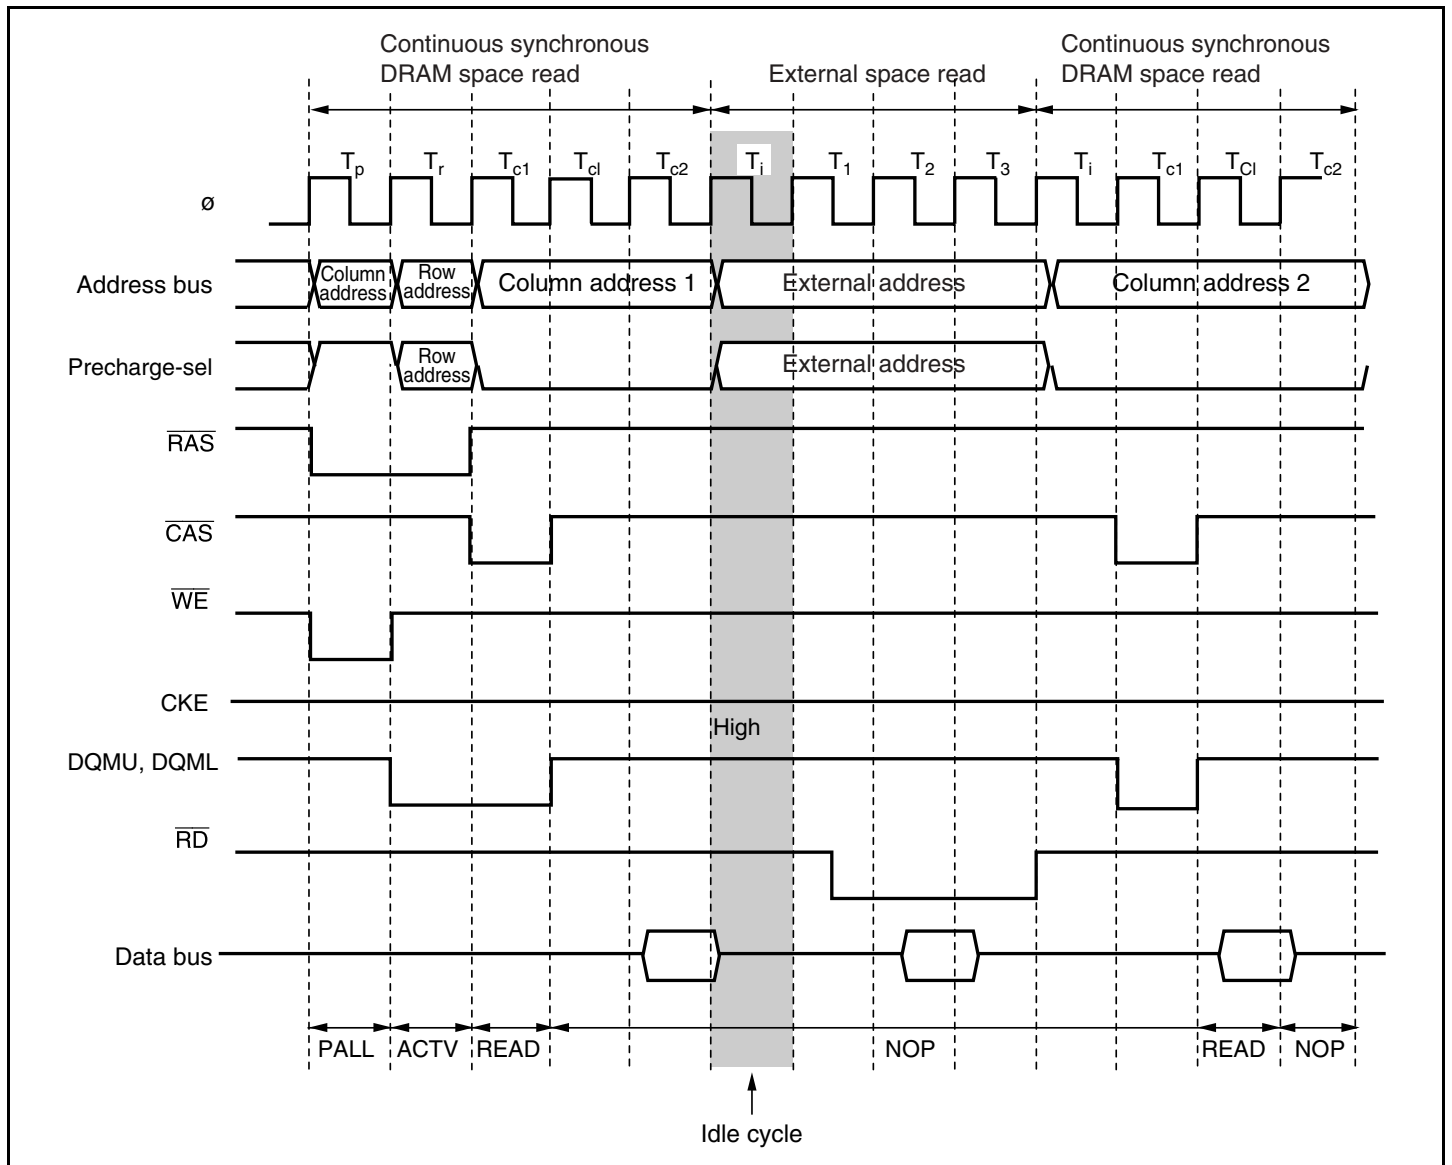 Continuous synchronous
DRAM space read
External space read
Continuous synchronous
DRAM space read
Tp Tr Tc1 Tcl Tc2 Ti T1 T2 T3 Ti Tc1 TCl Tc2
ø
Address bus
Column address
Row address
Column address 1
External address
Column address 2
Precharge-sel
Row address
External address
RAS
CAS
WE
CKE
High
DQMU, DQML
RD
Data bus
PALL ACTV READ NOP READ NOP
Idle cycle